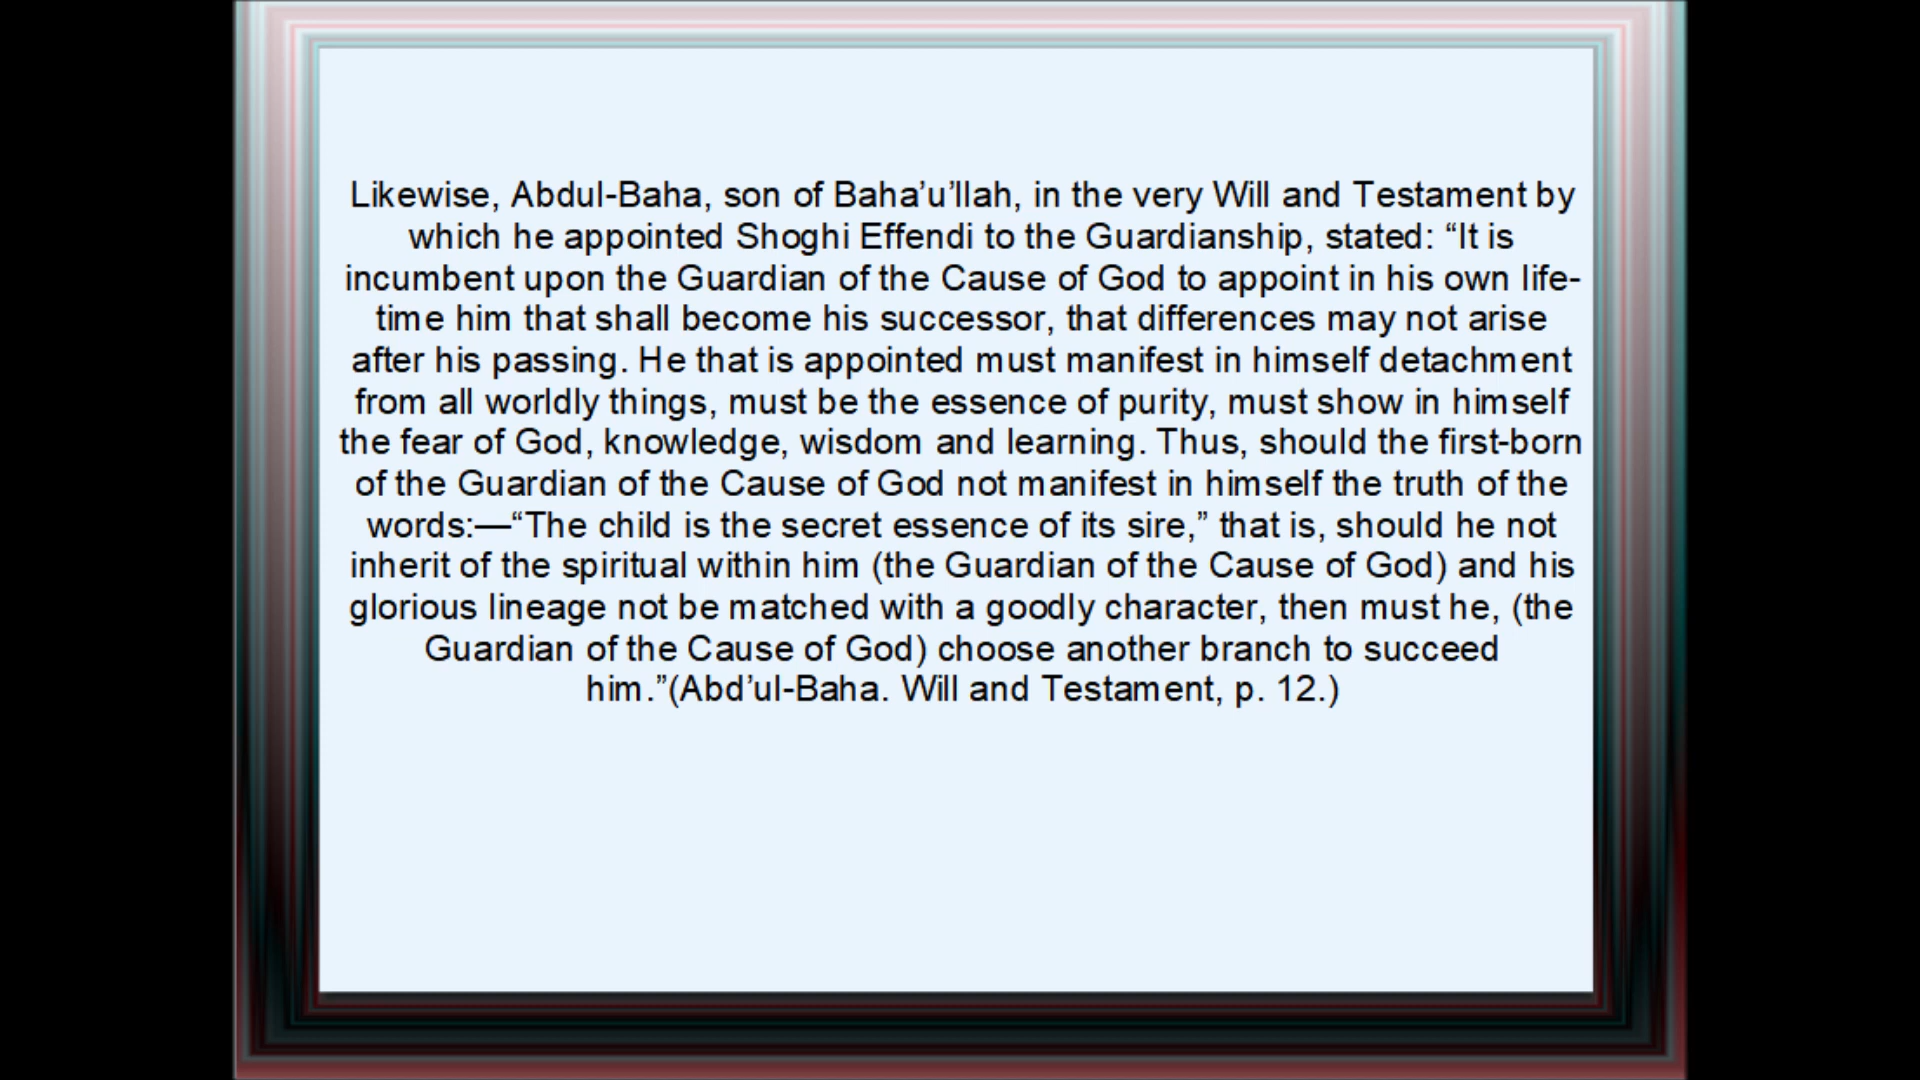 Likewise, Abdul-Baha, son of Baha’u’llah, in the very Will and Testament by
which he appointed Shoghi Effendi to the Guardianship, stated: “It is
incumbent upon the Guardian of the Cause of God to appoint in his own life-
time him that shall become his successor, that differences may not arise
after his passing. He that is appointed must manifest in himself detachment
from all worldly things, must be the essence of purity, must show in himself
the fear of God, knowledge, wisdom and learning. Thus, should the first-born
of the Guardian of the Cause of God not manifest in himself the truth of the
words:—“The child is the secret essence of its sire,” that is, should he not
inherit of the spiritual within him (the Guardian of the Cause of God) and his
glorious lineage not be matched with a goodly character, then must he, (the
Guardian of the Cause of God) choose another branch to succeed
him.”(Abd’ul-Baha. Will and Testament, p. 12.)